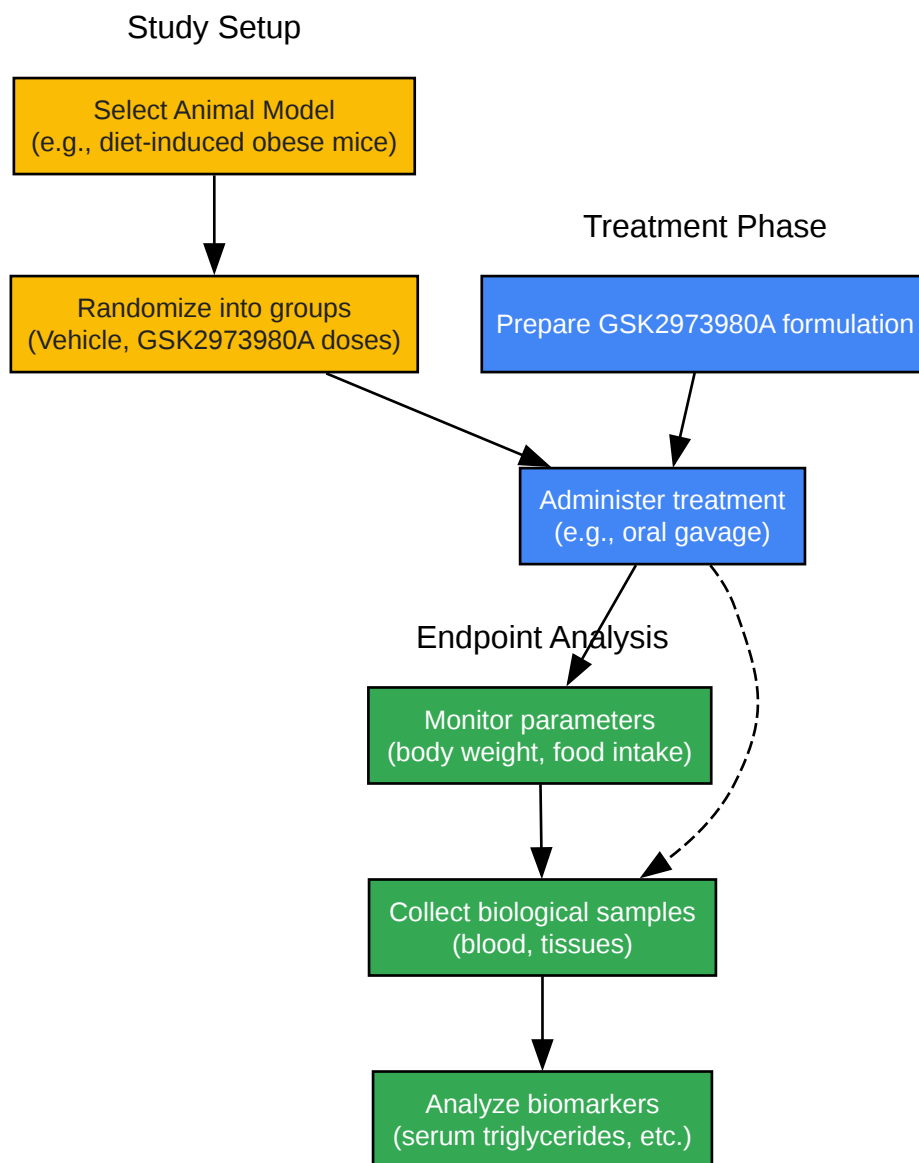 Study Setup
Select Animal Model
(e.g., diet-induced obese mice)
Treatment Phase
Randomize into groups
(Vehicle, GSK2973980A doses)
Prepare GSK2973980A formulation
Administer treatment
(e.g., oral gavage)
Endpoint Analysis
Monitor parameters
(body weight, food intake)
Collect biological samples
(blood, tissues)
Analyze biomarkers
(serum triglycerides, etc.)